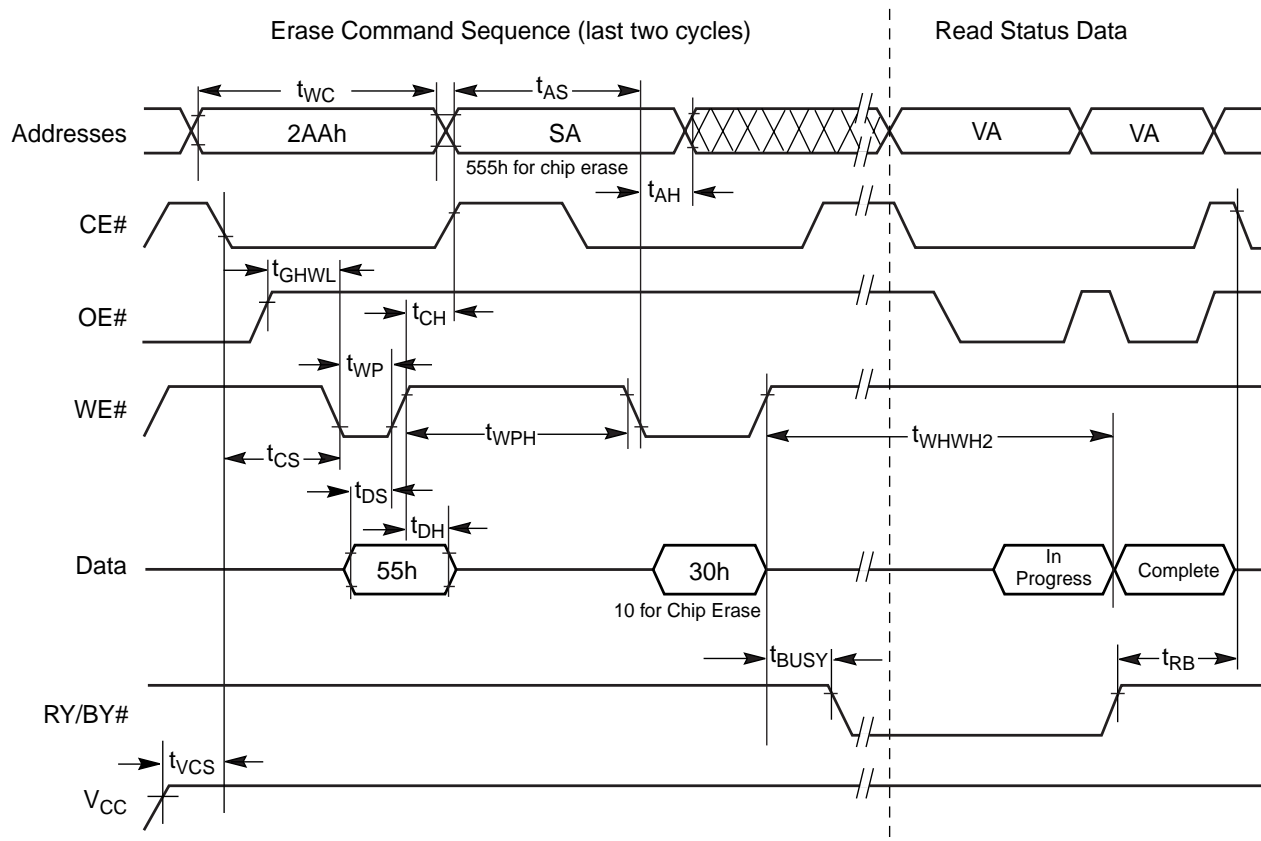 Erase Command Sequence (last two cycles)
Read Status Data
tWC
tAS
Addresses
2AAh
SA
VA
VA
555h for chip erase
tAH
CE#
tGHWL
OE#
tCH
tWP
WE#
tWPH
tWHWH2
tCS
tDS
tDH
Data
55h
30h
In
Progress
Complete
10 for Chip Erase
tBUSY
tRB
RY/BY#
tVCS
VCC